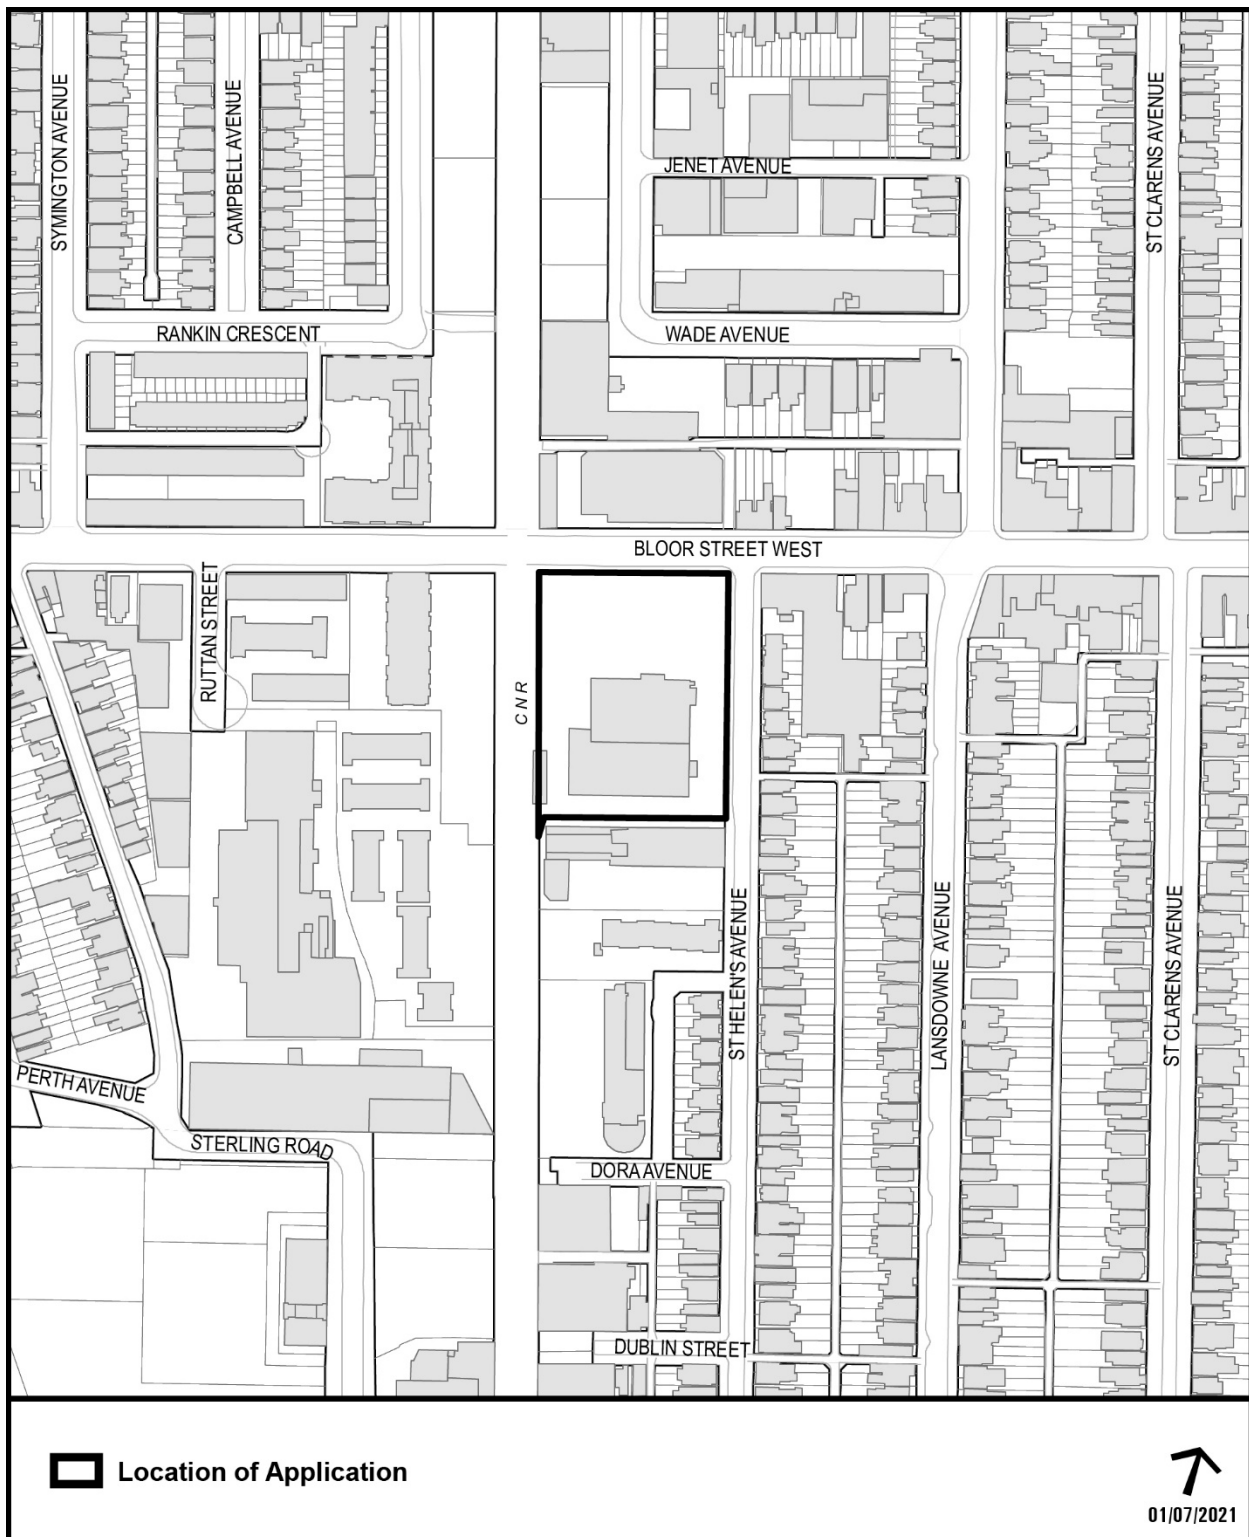 SYMINGTON AVENUE
CAMPBELL AVENUE
ST CLARENS AVENUE
JENET AVENUE
RANKIN CRESCENT
WADE AVENUE
BLOOR STREET WEST
RUTTAN STREET
CNR
ST HELEN'S AVENUE
LANSDOWNE AVENUE
ST CLARENS AVENUE
PERTH AVENUE
STERLING ROAD
DORA AVENUE
DUBLIN STREET
Location of Application
01/07/2021